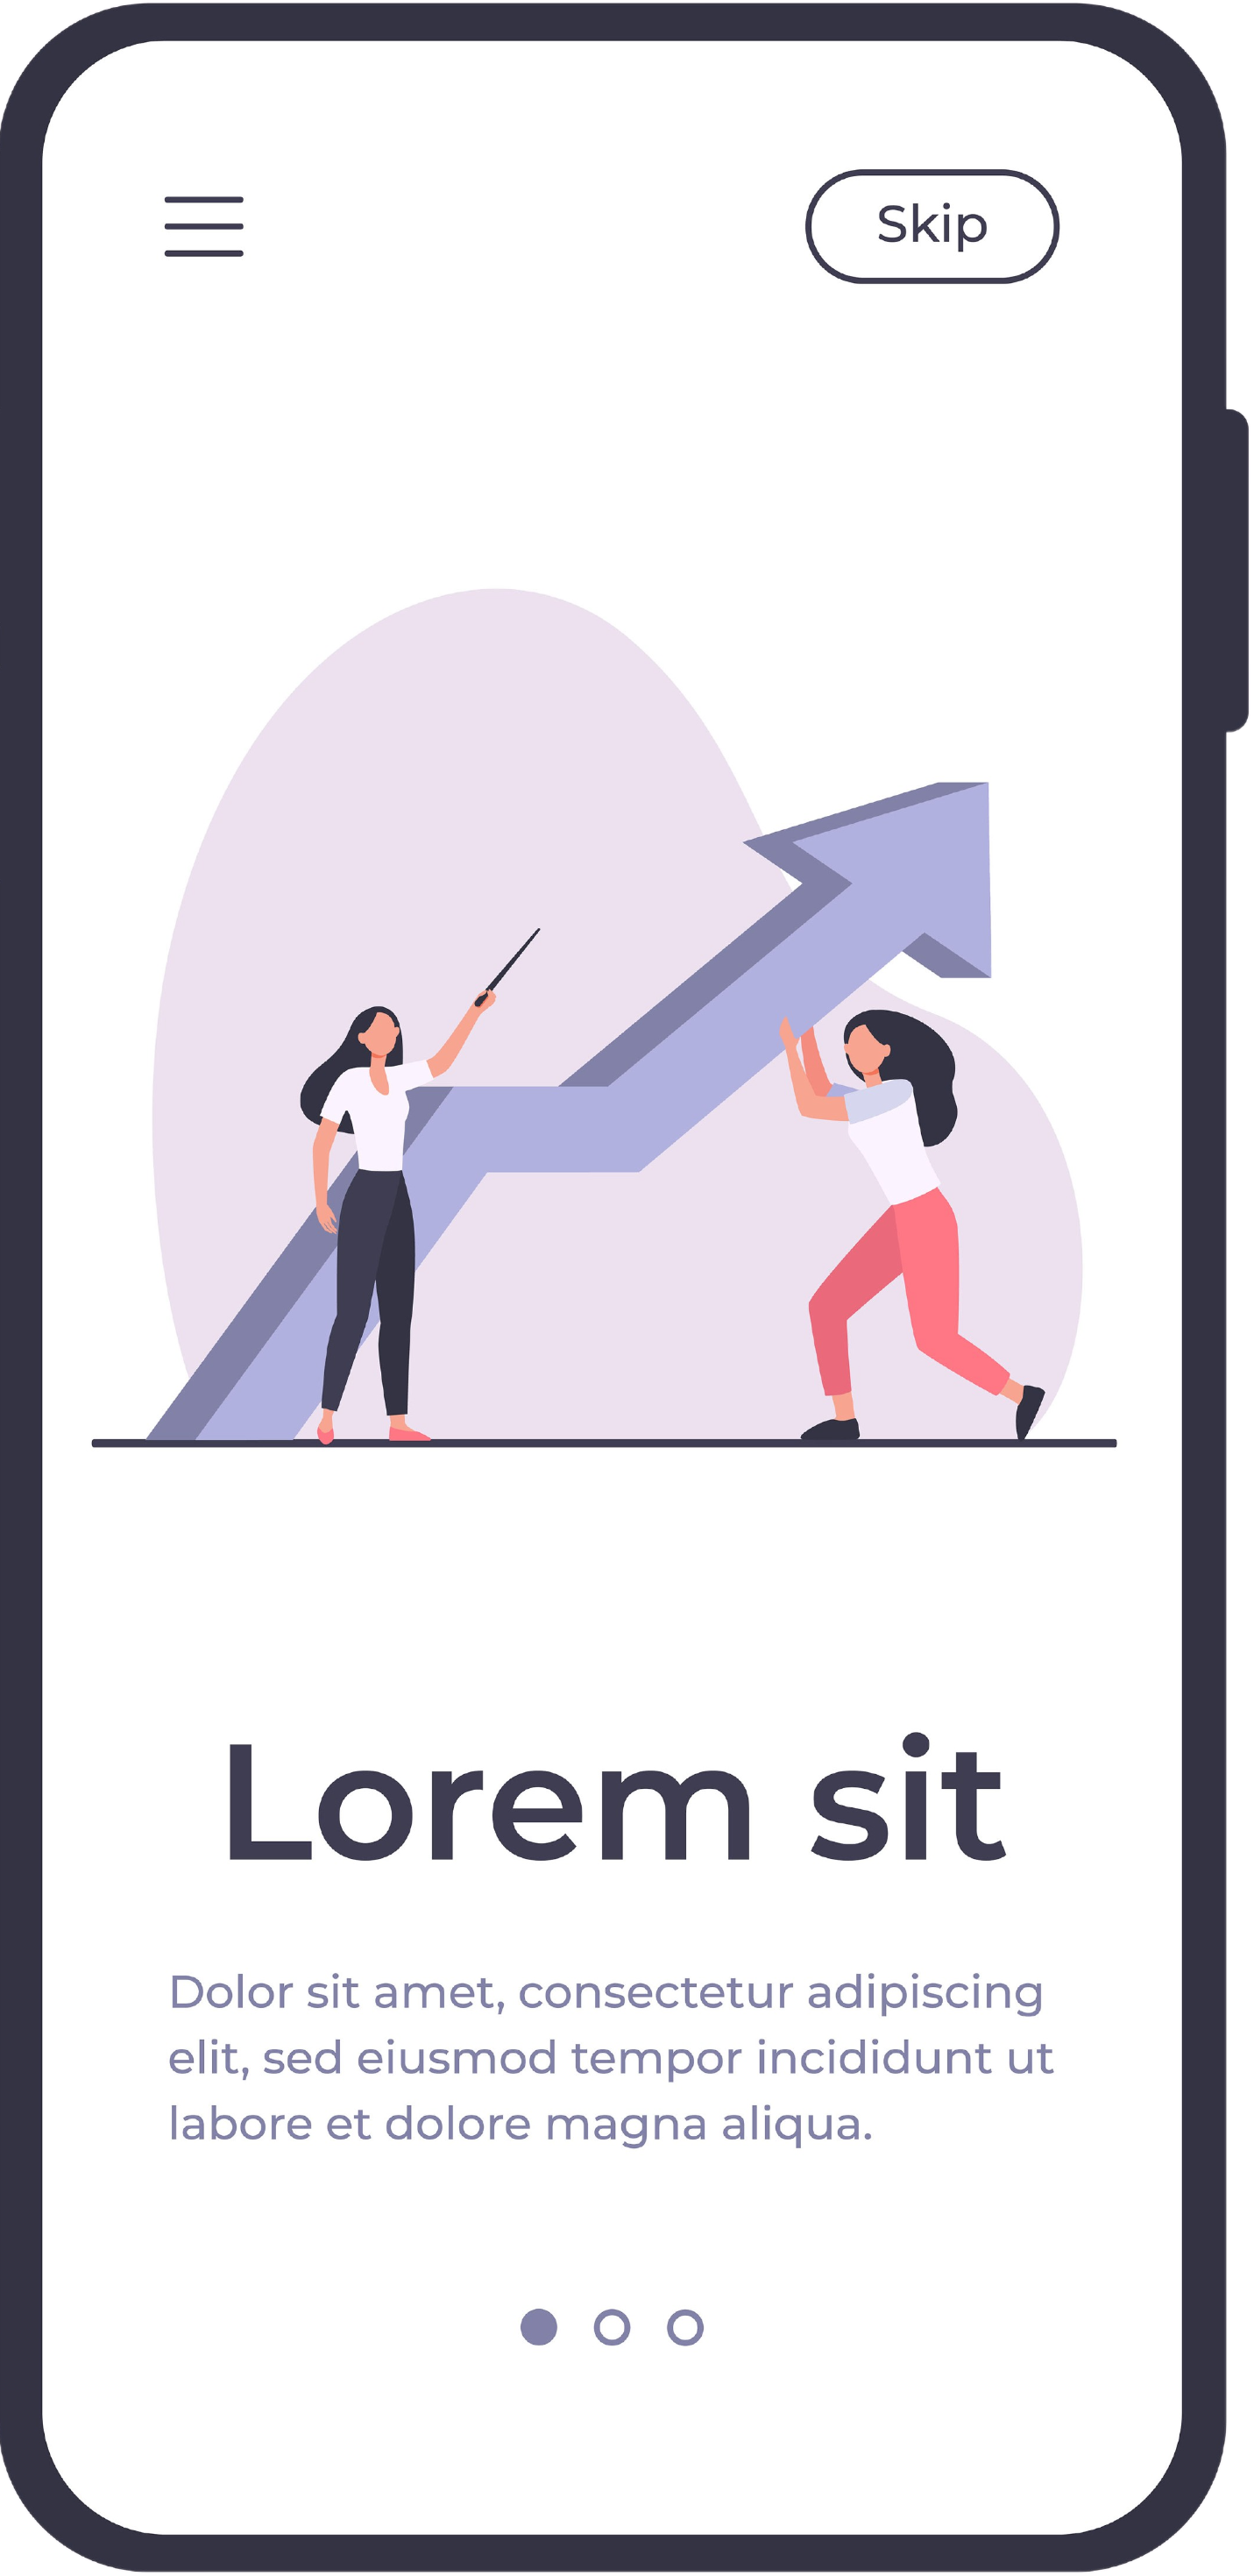 Skip
Lorem sit
Dolor sit amet, consectetur adipiscing
elit, sed eiusmod tempor incididunt ut
labore et dolore magna aliqua.